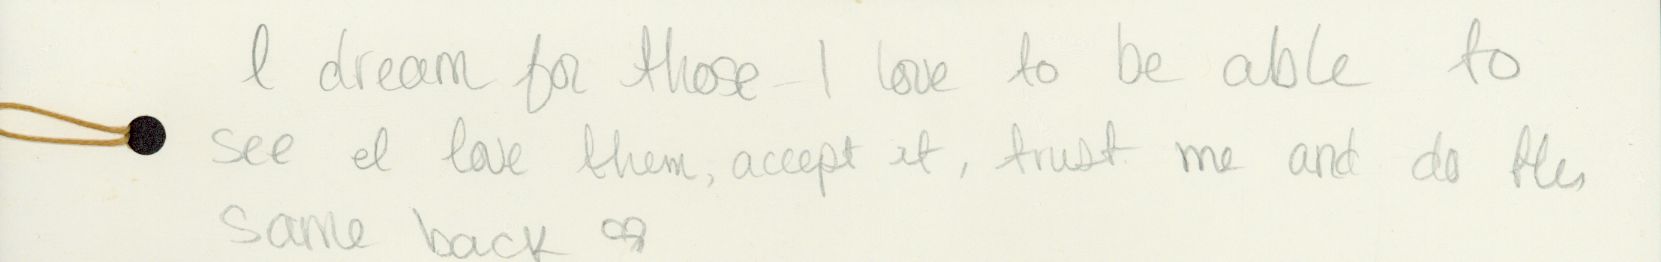 I dream for those I love to be able to
see I love them, accept it, trust me and do the
same back ♡